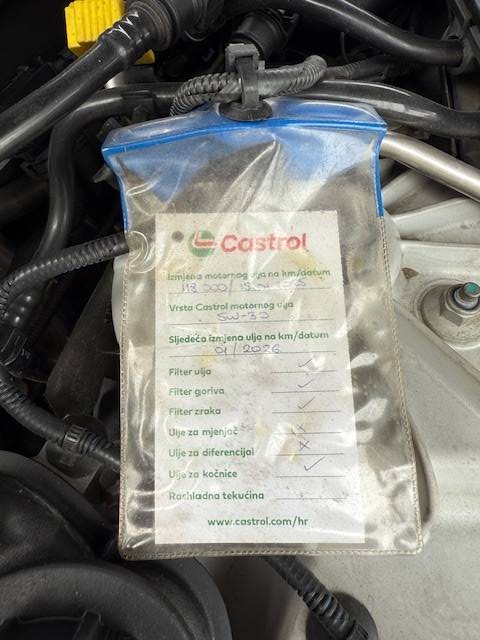 Castrol
Izmjena motornog ulja na km/datum
Vrsta Castrol motornog ulja
5W-30
Sljedeća izmjena ulja na km/datum
01/2026
Filter ulja ✓
Filter goriva ✓
Filter zraka ✓
Ulje za mjenjač x
Ulje za diferencijal x
Ulje za kočnice ✓
Rashladna tekućina
www.castrol.com/hr